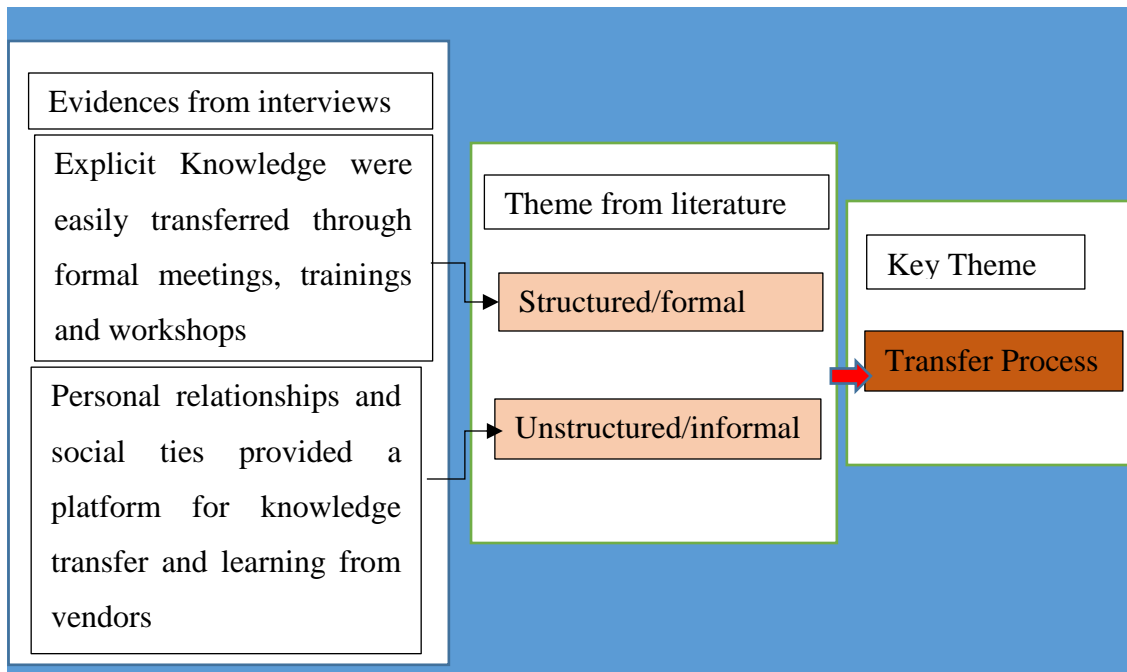 Evidences from interviews
Explicit Knowledge were
easily transferred through
formal meetings, trainings
and workshops
Personal relationships and
social ties provided a
platform for knowledge
transfer and learning from
vendors
Theme from literature
Structured/formal
Unstructured/informal
Key Theme
Transfer Process